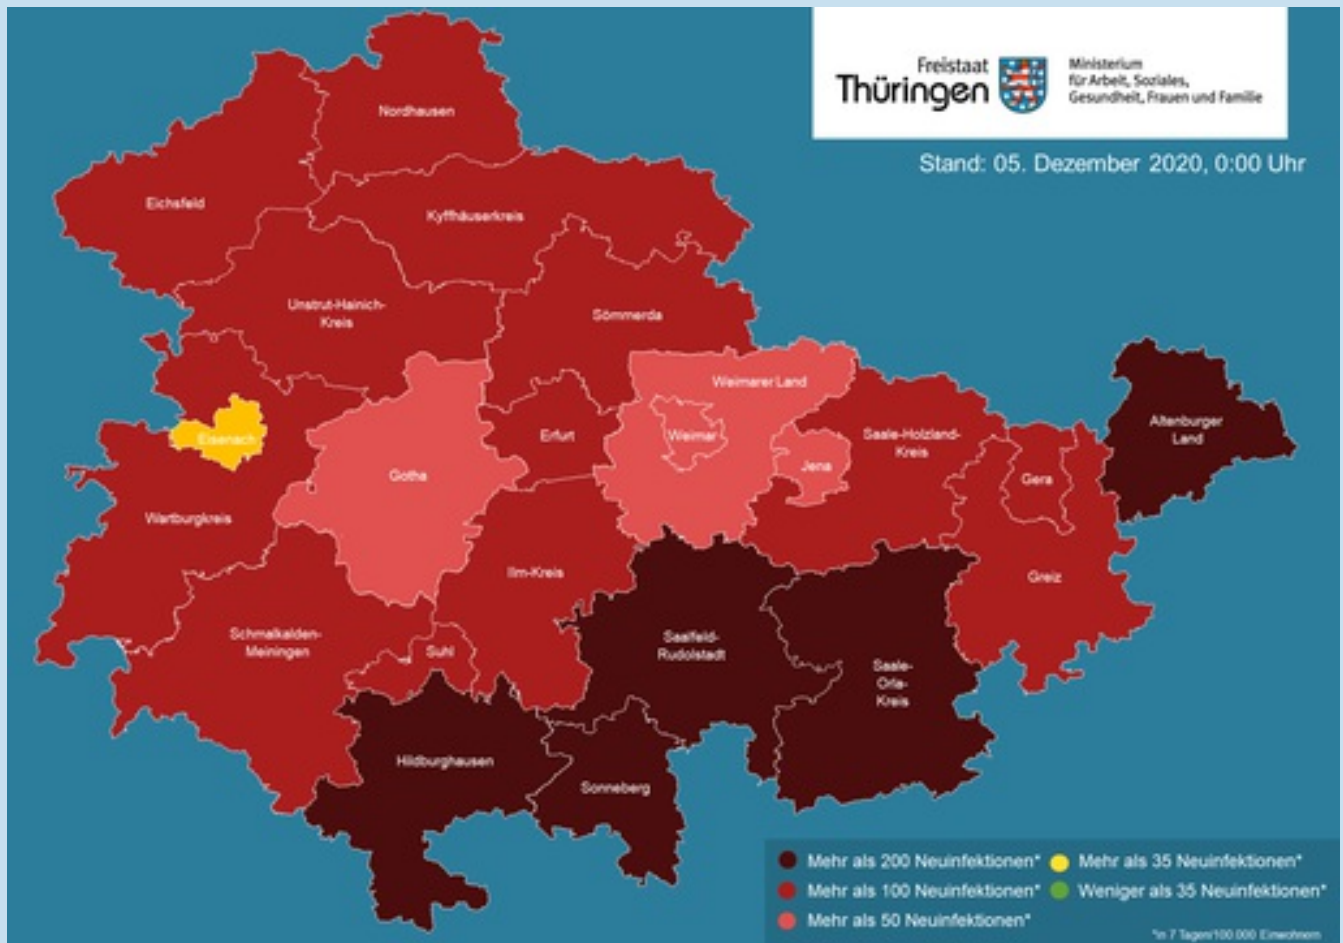 Freistaat
Thüringen
Ministerium
für Arbeit, Soziales,
Gesundheit, Frauen und Familie
Stand: 05. Dezember 2020, 0:00 Uhr
Nordhausen
Eichsfeld
Kyffhäuserkreis
Unstrut-Hainich-
Kreis
Sömmerda
Weimarer Land
Altenburger
Land
Eisenach
Erfurt
Weimar
Saale-Holzland-
Kreis
Gotha
Jena
Gera
Wartburgkreis
Ilm-Kreis
Greiz
Schmalkalden-
Meiningen
Suhl
Saalfeld-
Rudolstadt
Saale-
Orla-
Kreis
Hildburghausen
Sonneberg
Mehr als 200 Neuinfektionen*
Mehr als 100 Neuinfektionen*
Mehr als 50 Neuinfektionen*
Mehr als 35 Neuinfektionen*
Weniger als 35 Neuinfektionen*
*in 7 Tagen/100 000 Einwohnern